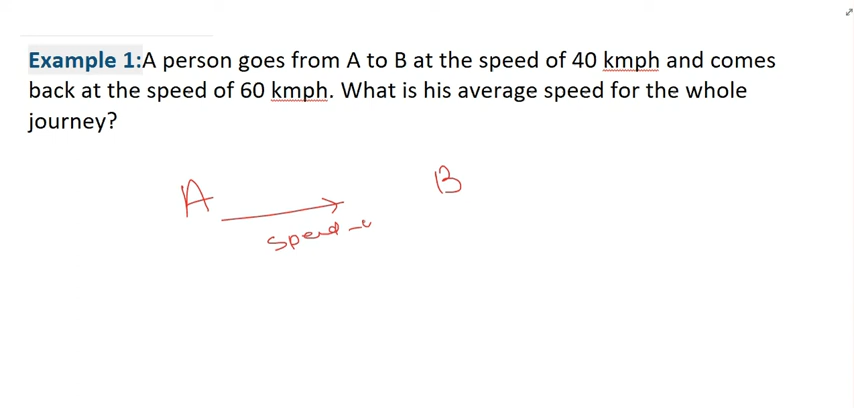 Example 1:A person goes from A to B at the speed of 40 kmph and comes
back at the speed of 60 kmph. What is his average speed for the whole
journey?
A B
speed -